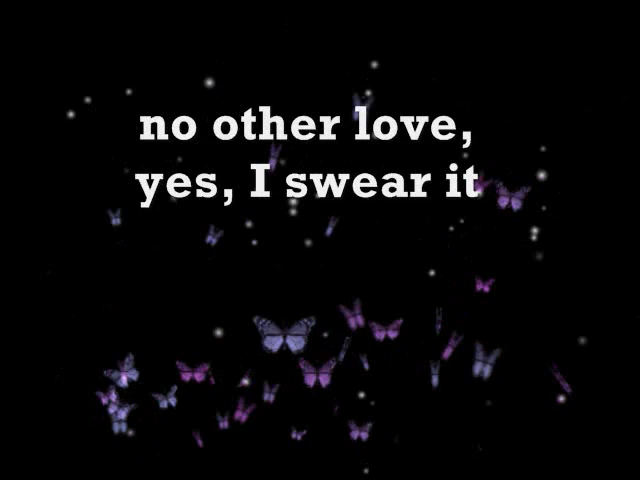 no other love,
yes, I swear it